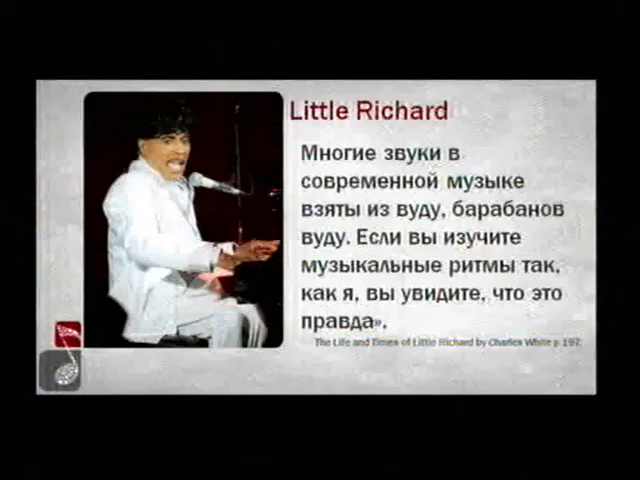 Little Richard
Многие звуки в
современной музыке
взяты из вуду, барабанов
вуду. Если вы изучите
музыкальные ритмы так,
как я, вы увидите, что это
правда».
The Life and Times of Little Richard by Charles White p 197